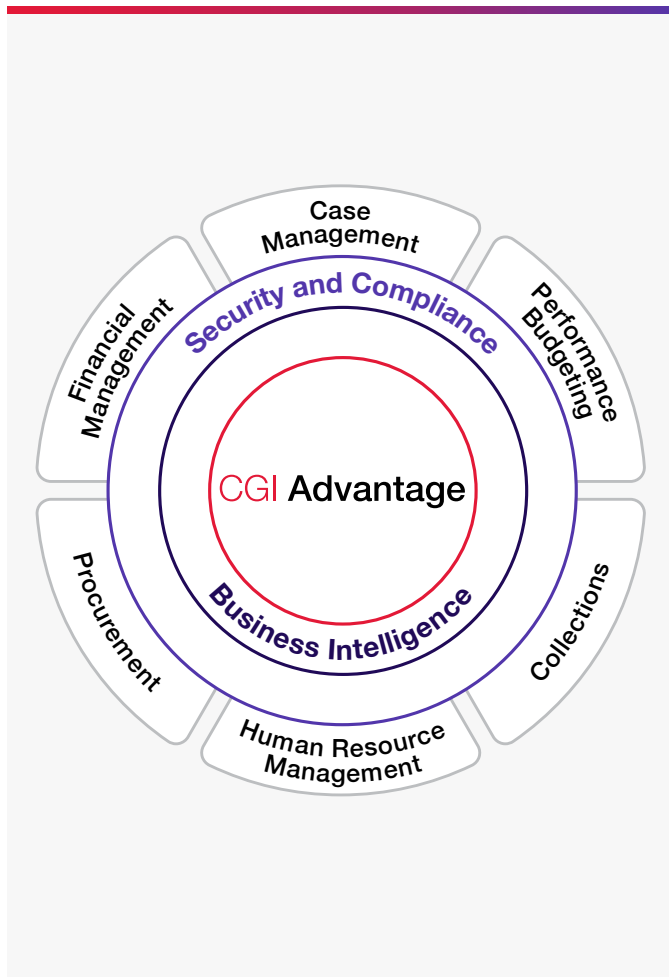 Case
Management
Performance
Budgeting
Financial
Management
Security and Compliance
CGI Advantage
Business Intelligence
Procurement
Collections
Human Resource
Management